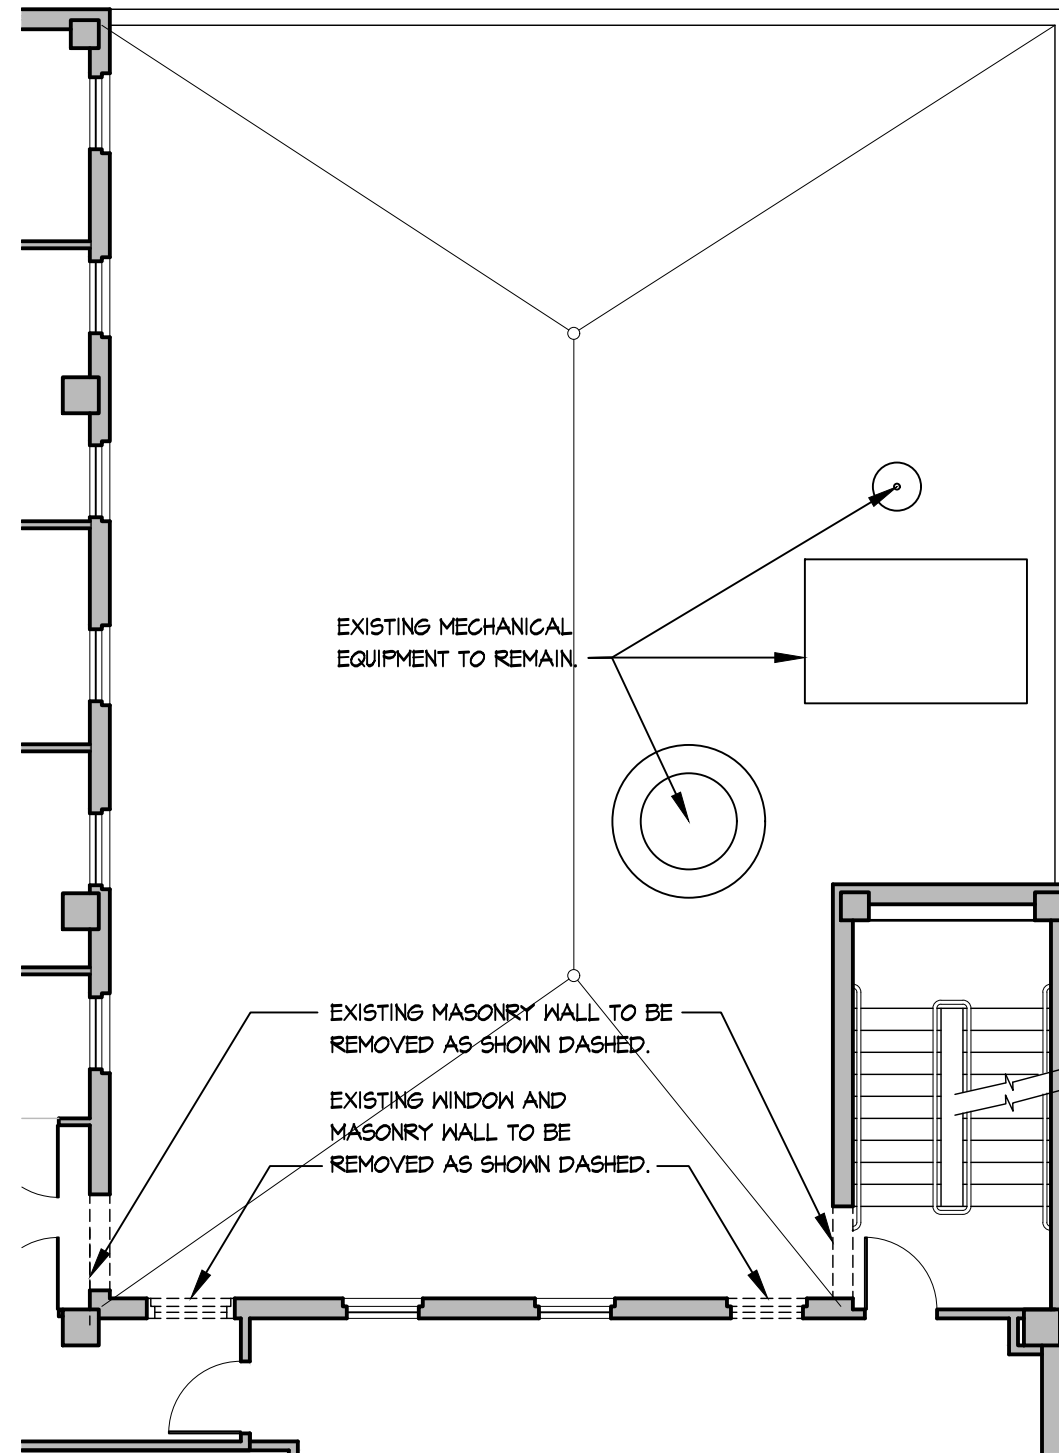 EXISTING MECHANICAL
EQUIPMENT TO REMAIN.
EXISTING MASONRY WALL TO BE
REMOVED AS SHOWN DASHED.
EXISTING WINDOW AND
MASONRY WALL TO BE
REMOVED AS SHOWN DASHED.